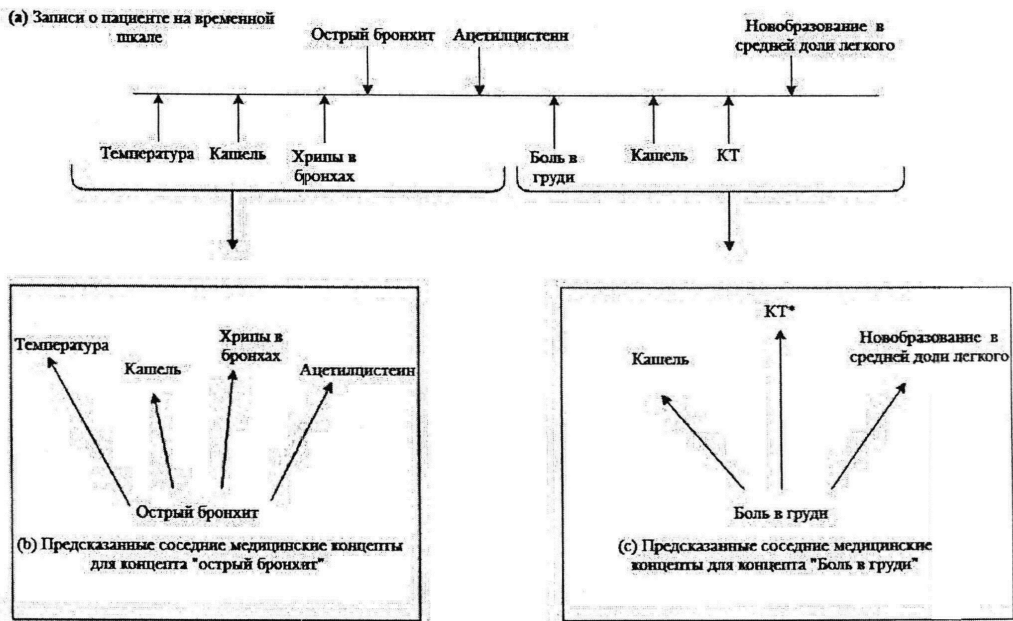 (a) Записи о пациенте на временной
шкале
Острый бронхит
Ацетилцистеин
Новобразование в
средней доли легкого
Температура
Кашель
Хрипы в
бронхах
Боль в
груди
Кашель
КТ
Температура
Кашель
Хрипы в
бронхах
Ацетилцистеин
Острый бронхит
(b) Предсказанные соседние медицинские концепты
для концепта "острый бронхит"
КТ*
Кашель
Новобразование в
средней доли легкого
Боль в груди
(c) Предсказанные соседние медицинские
концепты для концепта "Боль в груди"